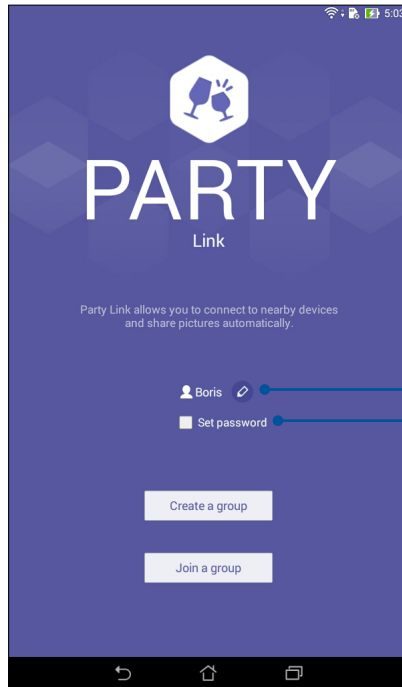 5:03
PARTY
Link
Party Link allows you to connect to nearby devices
and share pictures automatically.
Boris
Set password
Create a group
Join a group